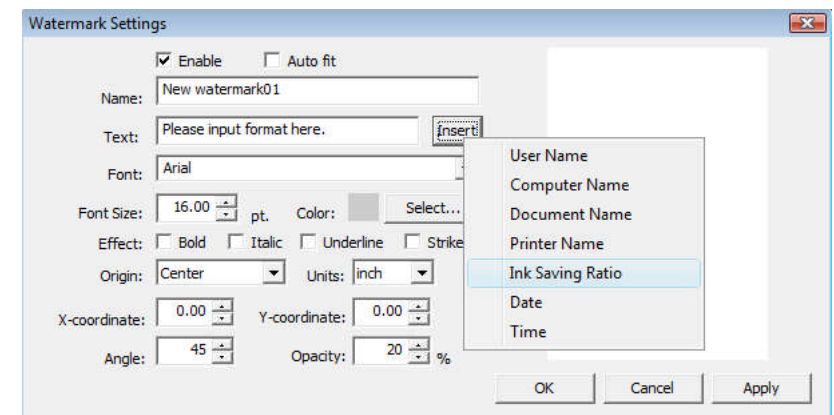 Watermark Settings
Enable Auto fit
Name: New watermark01
Text: Please input format here. Insert
Font: Arial
Font Size: 16.00 pt. Color: Select...
Effect: Bold Italic Underline Strike
Origin: Center Units: inch
X-coordinate: 0.00 Y-coordinate: 0.00
Angle: 45 Opacity: 20 %
User Name
Computer Name
Document Name
Printer Name
Ink Saving Ratio
Date
Time
OK Cancel Apply